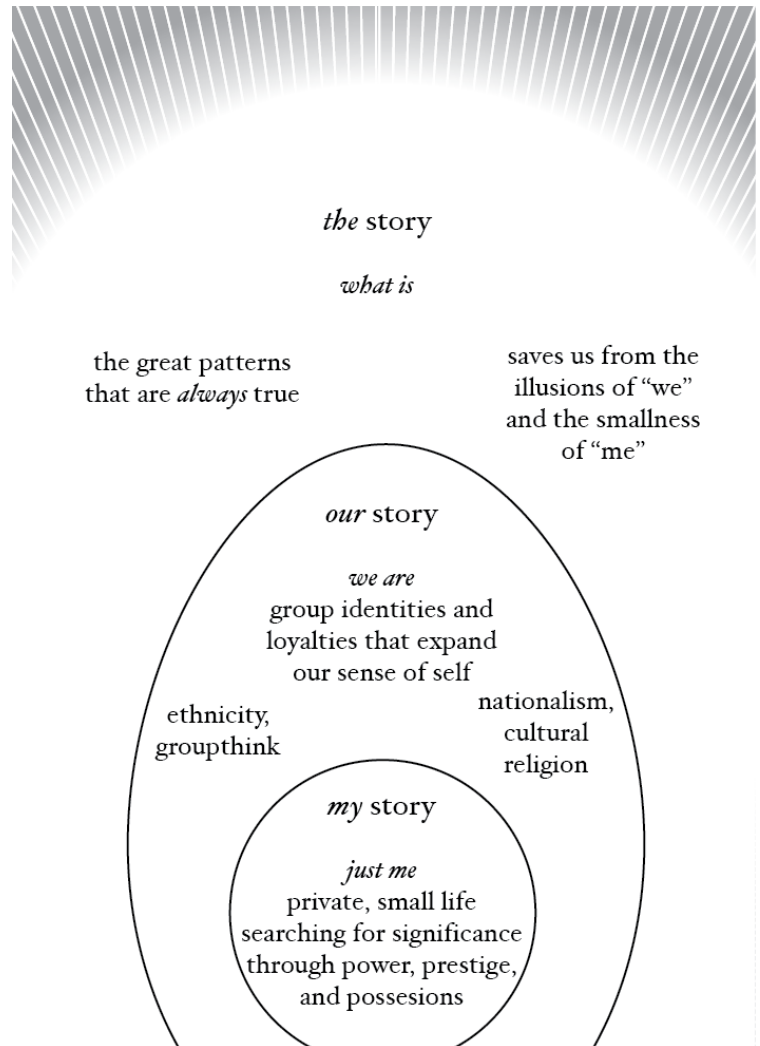 the story
what is
the great patterns
that are always true
saves us from the
illusions of “we”
and the smallness
of “me”
our story
we are
group identities and
loyalties that expand
our sense of self
ethnicity,
groupthink
nationalism,
cultural
religion
my story
just me
private, small life
searching for significance
through power, prestige,
and possesions